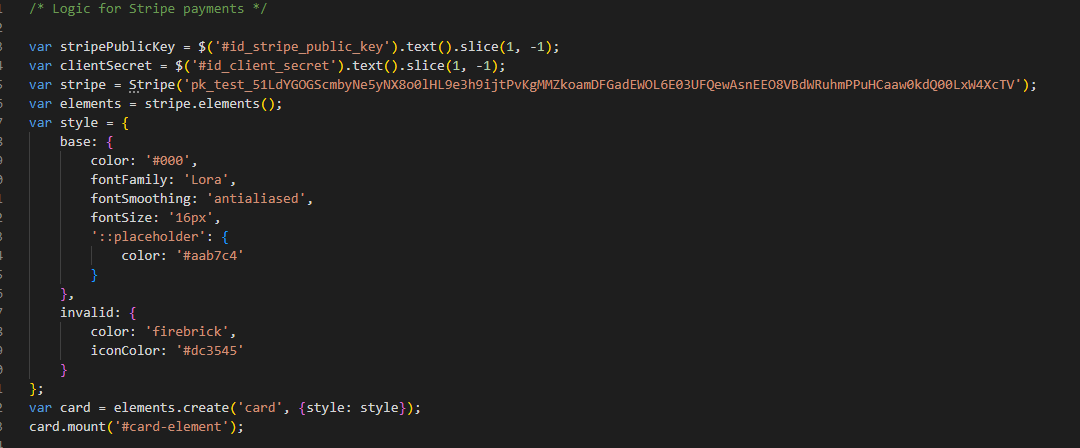 /* Logic for Stripe payments */
var stripePublicKey = $('#id_stripe_public_key').text().slice(1, -1);
var clientSecret = $('#id_client_secret').text().slice(1, -1);
var stripe = Stripe('pk_test_51LdYGOGScmbyNe5yNX8o0lHL9e3h9ijtPvKgMMZkoamDFGadEWOL6E03UFQewAsnEEO8VBdWRuhmPPuHCaaw0kdQ00LxW4XcTV');
var elements = stripe.elements();
var style = {
    base: {
        color: '#000',
        fontFamily: 'Lora',
        fontSmoothing: 'antialiased',
        fontSize: '16px',
        '::placeholder': {
            color: '#aab7c4'
        }
    },
    invalid: {
        color: 'firebrick',
        iconColor: '#dc3545'
    }
};
var card = elements.create('card', {style: style});
card.mount('#card-element');